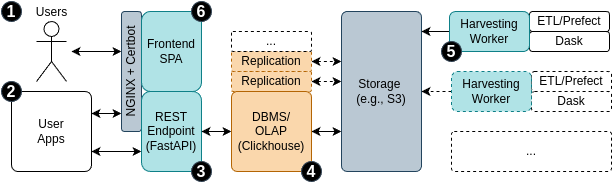 1
Users
2
User
Apps
NGINX + Certbot
6
Frontend
SPA
REST
Endpoint
(FastAPI)
3
...
Replication
Replication
DBMS/
OLAP
(Clickhouse)
4
Storage
(e.g., S3)
5
Harvesting
Worker
ETL/Prefect
Dask
Harvesting
Worker
ETL/Prefect
Dask
...